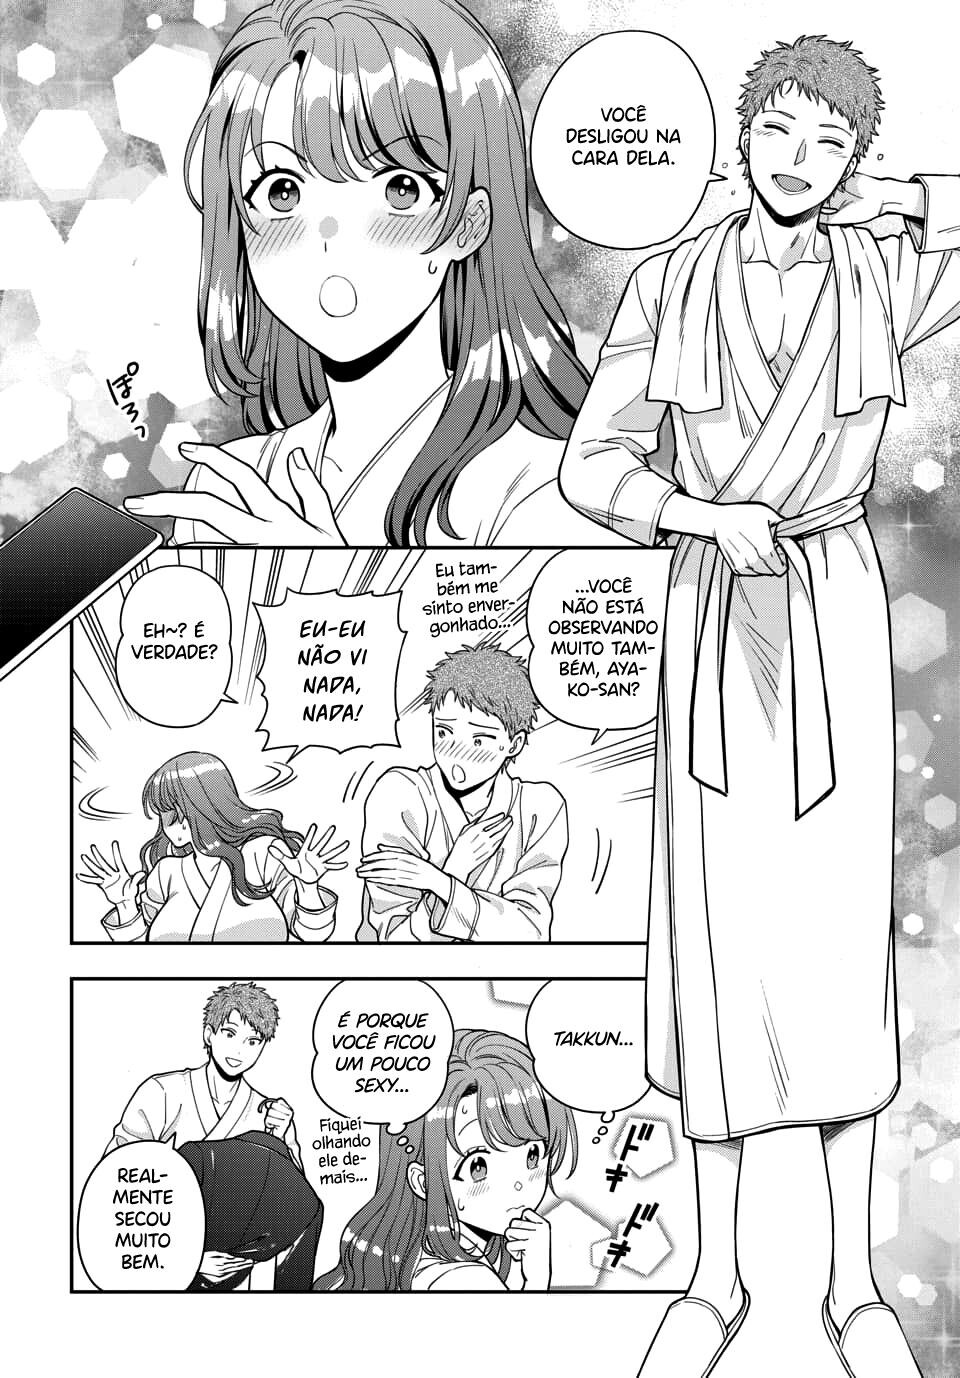 VOCÊ
DESLIGOU NA
CARA DELA.
ぽろっ
...VOCÊ
NÃO ESTÁ
OBSERVANDO
MUITO TAM-
BÉM, AYA-
KO-SAN?
Eu tam-
bém me
sinto enver-
gonhado...
EU-EU
NÃO VI
NADA,
NADA!
EH~? É
VERDADE?
TAKKUN...
É PORQUE
VOCÊ FICOU
UM POUCO
SEXY...
Fiquei
olhando
ele de-
mais...
ドキ
ドキ
REAL-
MENTE
SECOU
MUITO
BEM.